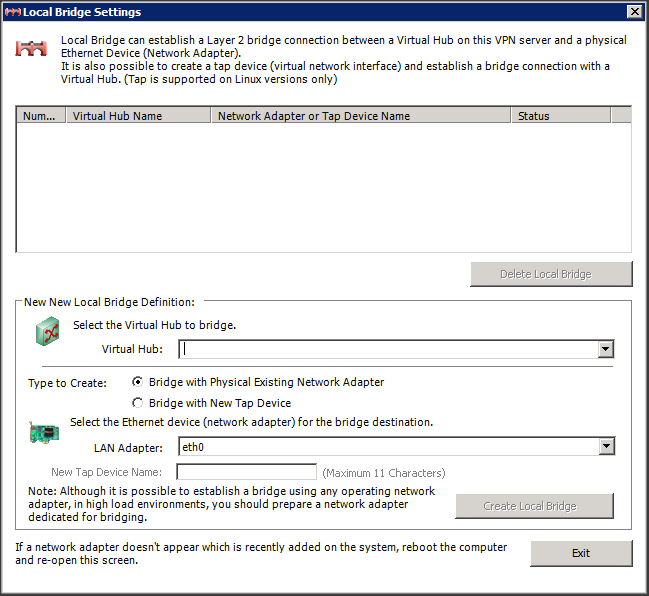 Local Bridge Settings
Local Bridge can establish a Layer 2 bridge connection between a Virtual Hub on this VPN server and a physical
Ethernet Device (Network Adapter).
It is also possible to create a tap device (virtual network interface) and establish a bridge connection with a
Virtual Hub. (Tap is supported on Linux versions only)
Num... Virtual Hub Name Network Adapter or Tap Device Name Status
Delete Local Bridge
New New Local Bridge Definition:
Select the Virtual Hub to bridge.
Virtual Hub:
Type to Create: Bridge with Physical Existing Network Adapter
Bridge with New Tap Device
Select the Ethernet device (network adapter) for the bridge destination.
LAN Adapter: eth0
New Tap Device Name: (Maximum 11 Characters)
Note: Although it is possible to establish a bridge using any operating network
adapter, in high load environments, you should prepare a network adapter
dedicated for bridging.
Create Local Bridge
If a network adapter doesn't appear which is recently added on the system, reboot the computer
and re-open this screen.
Exit